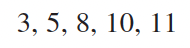 3, 5, 8, 10, 11